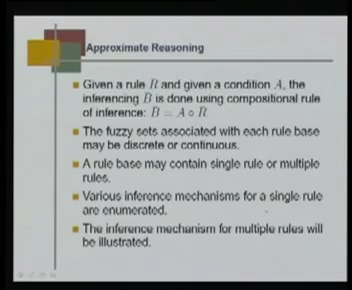 Approximate Reasoning
Given a rule R and given a condition A, the
inferencing B is done using compositional rule
of inference: B = A ∘ R
The fuzzy sets associated with each rule base
may be discrete or continuous.
A rule base may contain single rule or multiple
rules.
Various inference mechanisms for a single rule
are enumerated.
The inference mechanism for multiple rules will
be illustrated.